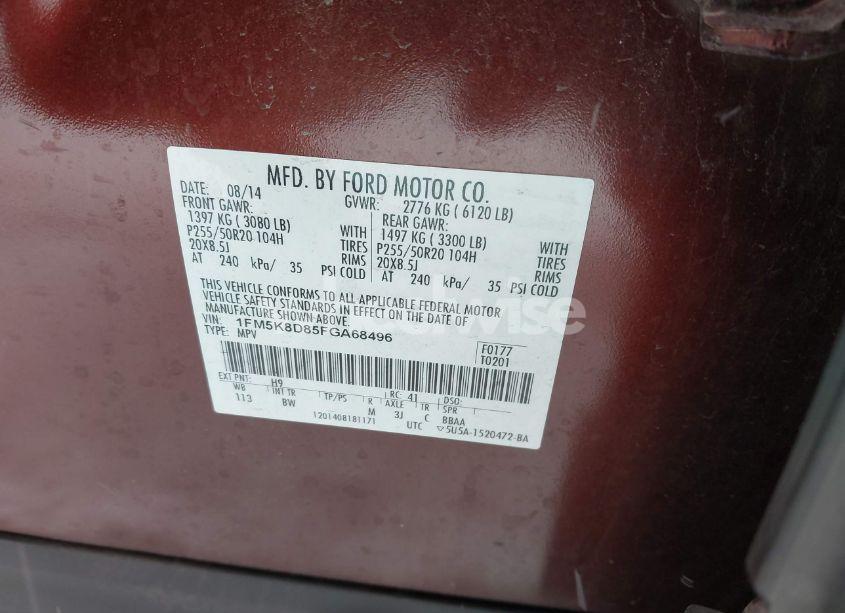 MFD. BY FORD MOTOR CO.
DATE: 08/14 GVWR: 2776 KG ( 6120 LB)
FRONT GAWR: REAR GAWR:
1397 KG ( 3080 LB) WITH 1497 KG ( 3300 LB) WITH
P255/50R20 104H TIRES P255/50R20 104H TIRES
20X8.5J RIMS 20X8.5J RIMS
AT 240 kPa/ 35 PSI COLD AT 240 kPa/ 35 PSI COLD
THIS VEHICLE CONFORMS TO ALL APPLICABLE FEDERAL MOTOR
VEHICLE SAFETY STANDARDS IN EFFECT ON THE DATE OF
MANUFACTURE SHOWN ABOVE.
VIN: 1FM5K8D85FGA68496
TYPE: MPV
F0177
T0201
EXT PNT: H9 RC: 41 DSO:
WB INT TR TP/PS R AXLE TR SPR
113 BW M 3J C BBAA
1201408181171 UTC ▽5U5A-1520472-BA